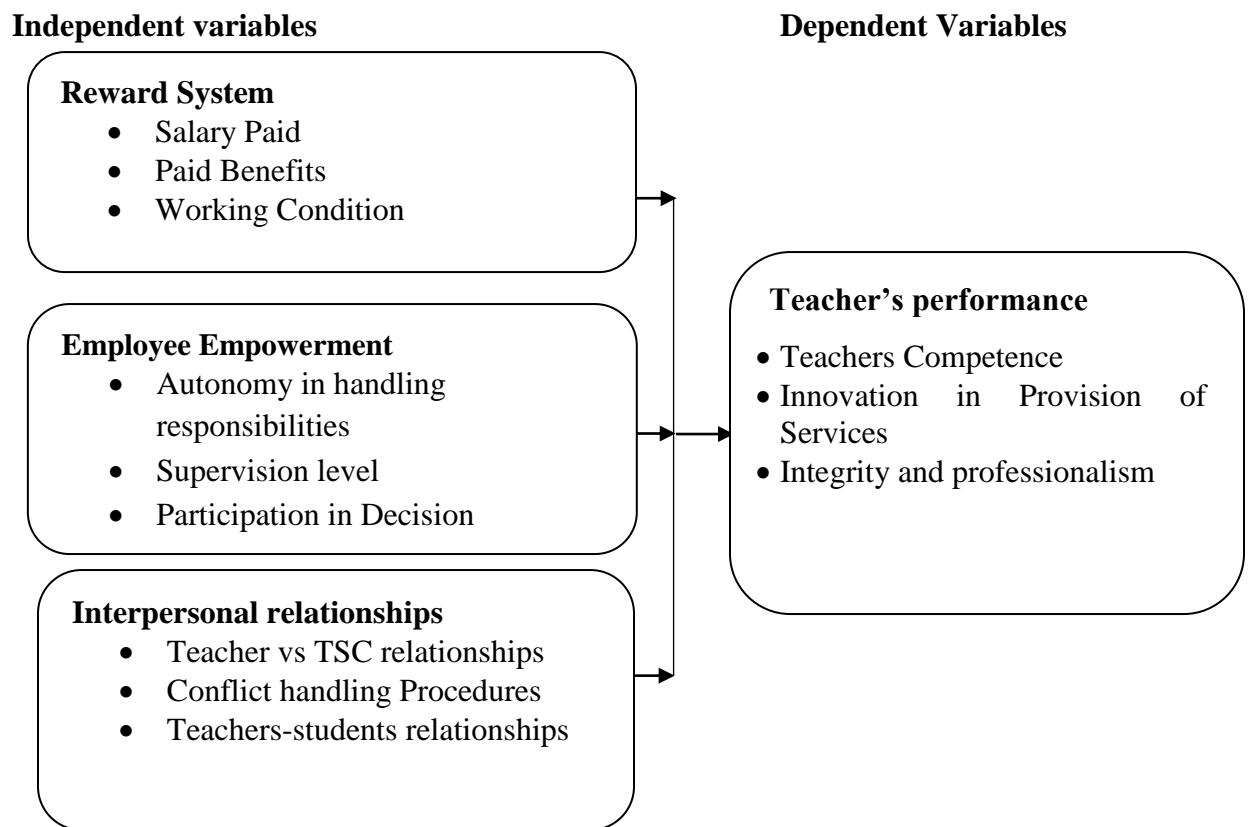 Independent variables
Dependent Variables
Reward System
• Salary Paid
• Paid Benefits
• Working Condition
Employee Empowerment
• Autonomy in handling
responsibilities
• Supervision level
• Participation in Decision
Interpersonal relationships
• Teacher vs TSC relationships
• Conflict handling Procedures
• Teachers-students relationships
Teacher’s performance
• Teachers Competence
• Innovation in Provision of
Services
• Integrity and professionalism